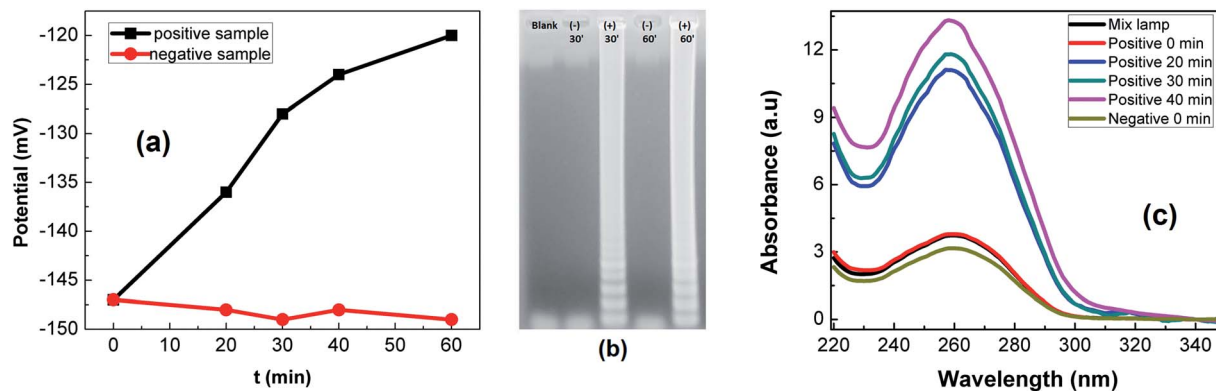 -120
-125
-130
-135
-140
-145
-150
Potential (mV)
positive sample
negative sample
(a)
0 10 20 30 40 50 60
t (min)
Blank (-) 30' (+) 30' (-) 60' (+) 60'
(b)
12
9
6
3
0
Absorbance (a.u)
Mix lamp
Positive 0 min
Positive 20 min
Positive 30 min
Positive 40 min
Negative 0 min
(c)
220 240 260 280 300 320 340
Wavelength (nm)